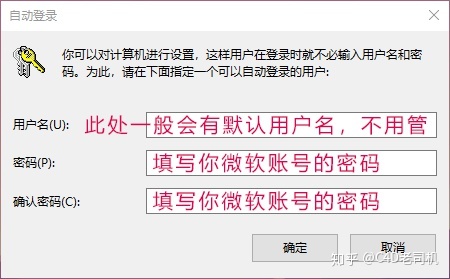 自动登录
你可以对计算机进行设置，这样用户在登录时就不必输入用户名和密
码。为此，请在下面指定一个可以自动登录的用户:
用户名(U): 此处一般会有默认用户名，不用管
密码(P): 填写你微软账号的密码
确认密码(C): 填写你微软账号的密码
确定 取消
知乎 @C4D老司机